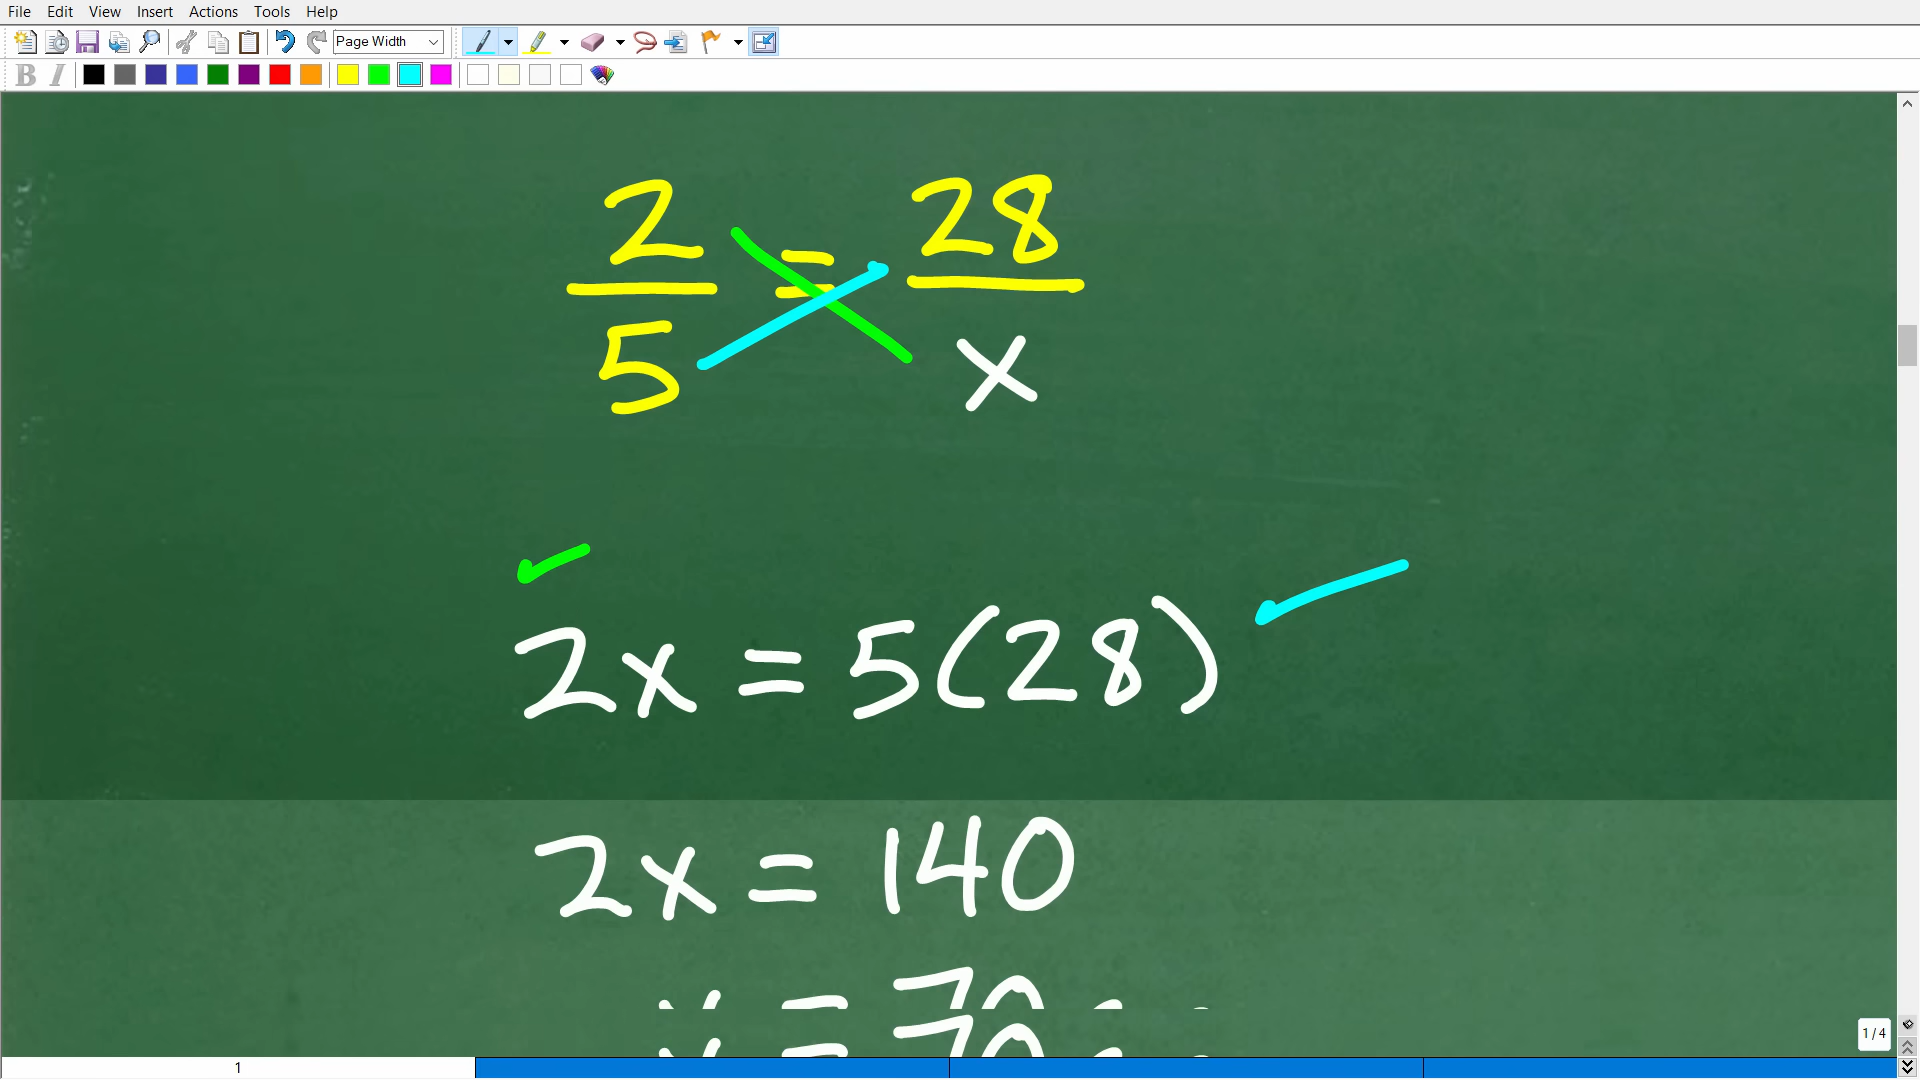 File Edit View Insert Actions Tools Help
Page Width
B I
2/5 = 28/x
2x = 5(28)
2x = 140
1 / 4
1